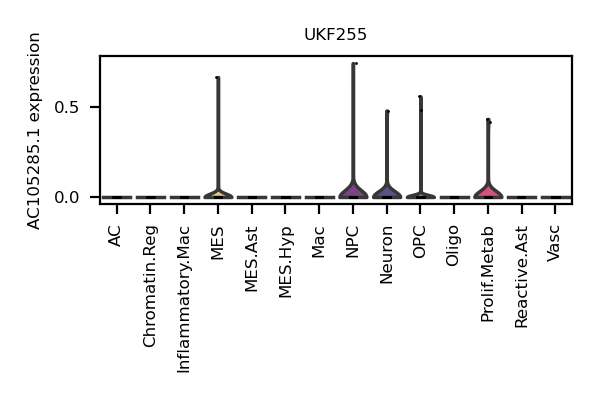 UKF255
AC105285.1 expression
0.5
0.0
AC
Chromatin.Reg
Inflammatory.Mac
MES
MES.Ast
MES.Hyp
Mac
NPC
Neuron
OPC
Oligo
Prolif.Metab
Reactive.Ast
Vasc